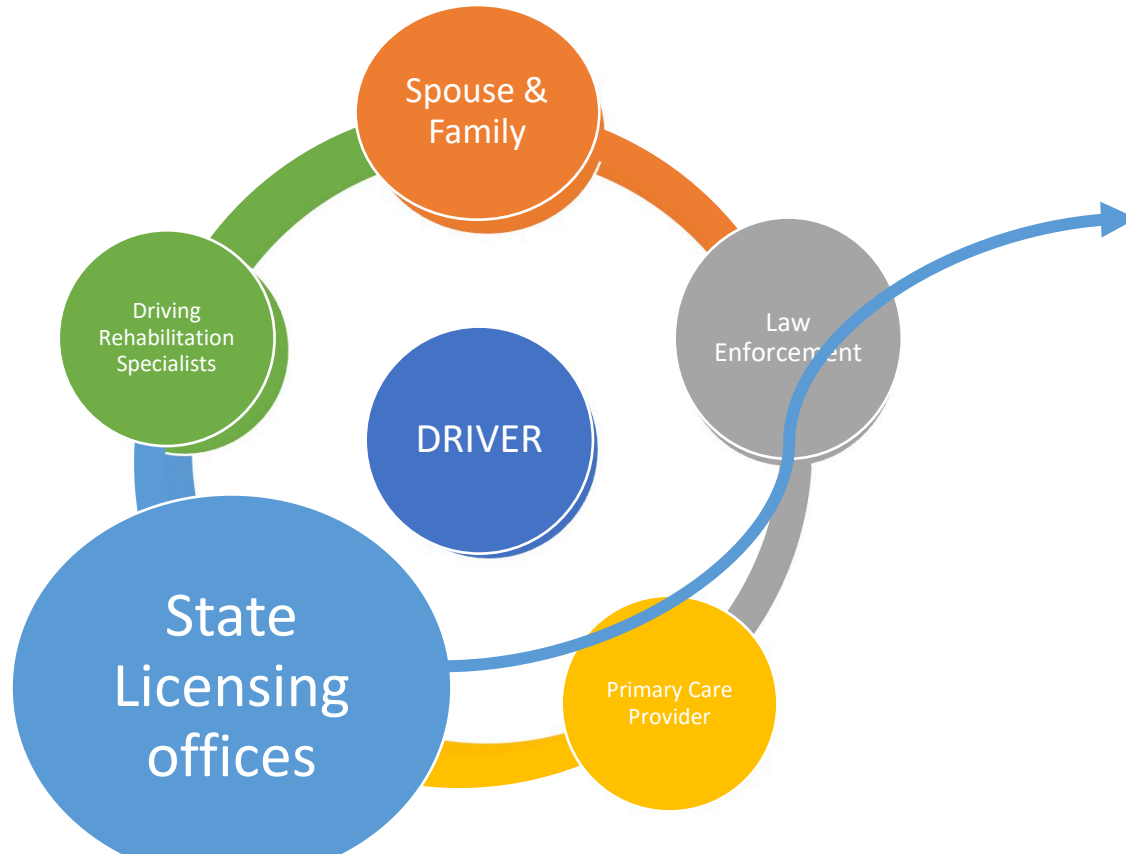 Spouse &
Family
Driving
Rehabilitation
Specialists
Law
Enforcement
DRIVER
State
Licensing
offices
Primary Care
Provider